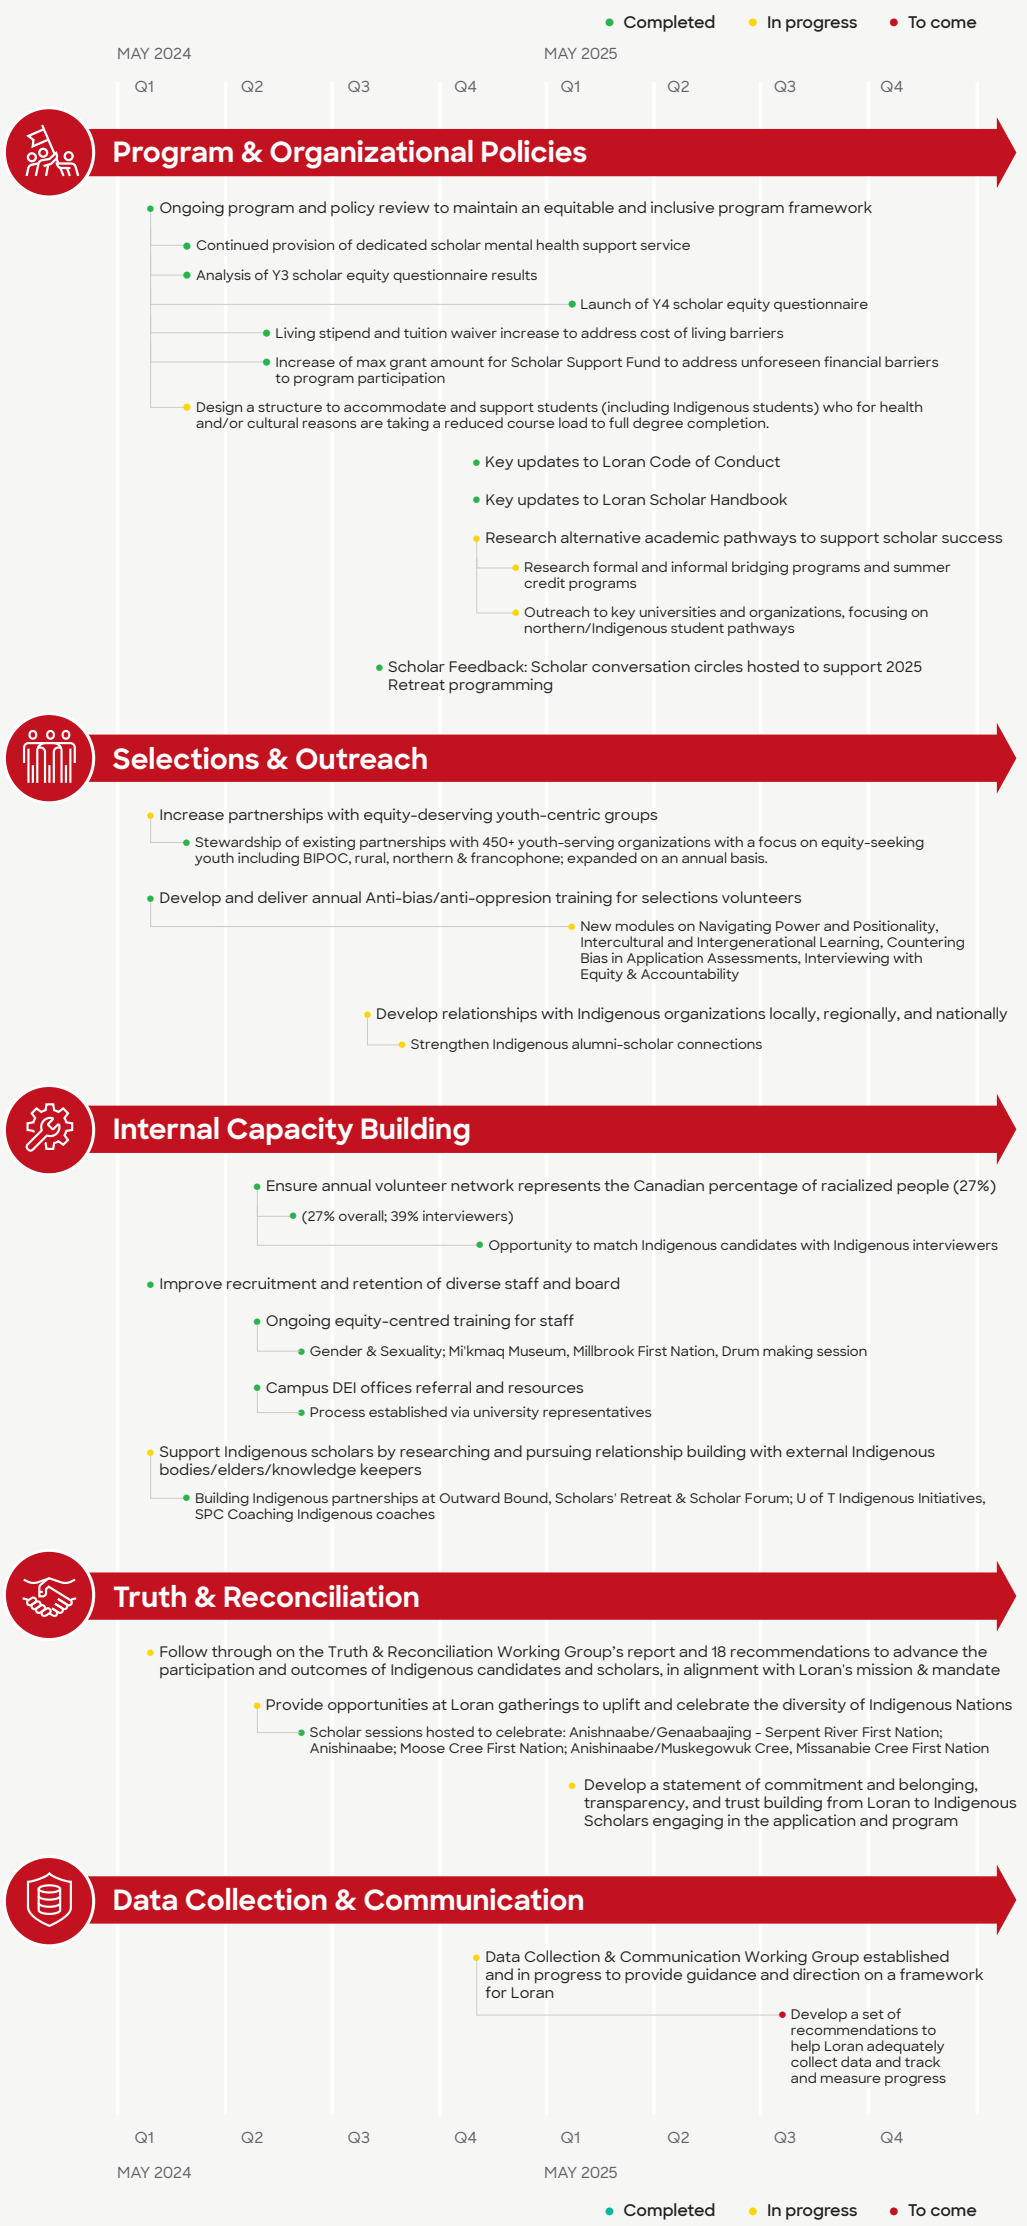 Completed In progress To come
MAY 2024 MAY 2025
Q1 Q2 Q3 Q4 Q1 Q2 Q3 Q4
Program & Organizational Policies
Ongoing program and policy review to maintain an equitable and inclusive program framework
Continued provision of dedicated scholar mental health support service
Analysis of Y3 scholar equity questionnaire results
Launch of Y4 scholar equity questionnaire
Living stipend and tuition waiver increase to address cost of living barriers
Increase of max grant amount for Scholar Support Fund to address unforeseen financial barriers
to program participation
Design a structure to accommodate and support students (including Indigenous students) who for health
and/or cultural reasons are taking a reduced course load to full degree completion.
Key updates to Loran Code of Conduct
Key updates to Loran Scholar Handbook
Research alternative academic pathways to support scholar success
Research formal and informal bridging programs and summer
credit programs
Outreach to key universities and organizations, focusing on
northern/Indigenous student pathways
Scholar Feedback: Scholar conversation circles hosted to support 2025
Retreat programming
Selections & Outreach
Increase partnerships with equity-deserving youth-centric groups
Stewardship of existing partnerships with 450+ youth-serving organizations with a focus on equity-seeking
youth including BIPOC, rural, northern & francophone; expanded on an annual basis.
Develop and deliver annual Anti-bias/anti-oppresion training for selections volunteers
New modules on Navigating Power and Positionality,
Intercultural and Intergenerational Learning, Countering
Bias in Application Assessments, Interviewing with
Equity & Accountability
Develop relationships with Indigenous organizations locally, regionally, and nationally
Strengthen Indigenous alumni-scholar connections
Internal Capacity Building
Ensure annual volunteer network represents the Canadian percentage of racialized people (27%)
(27% overall; 39% interviewers)
Opportunity to match Indigenous candidates with Indigenous interviewers
Improve recruitment and retention of diverse staff and board
Ongoing equity-centred training for staff
Gender & Sexuality; Mi'kmaq Museum, Millbrook First Nation, Drum making session
Campus DEI offices referral and resources
Process established via university representatives
Support Indigenous scholars by researching and pursuing relationship building with external Indigenous
bodies/elders/knowledge keepers
Building Indigenous partnerships at Outward Bound, Scholars' Retreat & Scholar Forum; U of T Indigenous Initiatives,
SPC Coaching Indigenous coaches
Truth & Reconciliation
Follow through on the Truth & Reconciliation Working Group's report and 18 recommendations to advance the
participation and outcomes of Indigenous candidates and scholars, in alignment with Loran's mission & mandate
Provide opportunities at Loran gatherings to uplift and celebrate the diversity of Indigenous Nations
Scholar sessions hosted to celebrate: Anishnaabe/Genaabaajing - Serpent River First Nation;
Anishinaabe; Moose Cree First Nation; Anishinaabe/Muskegowuk Cree, Missanabie Cree First Nation
Develop a statement of commitment and belonging,
transparency, and trust building from Loran to Indigenous
Scholars engaging in the application and program
Data Collection & Communication
Data Collection & Communication Working Group established
and in progress to provide guidance and direction on a framework
for Loran
Develop a set of
recommendations to
help Loran adequately
collect data and track
and measure progress
Q1 Q2 Q3 Q4 Q1 Q2 Q3 Q4
MAY 2024 MAY 2025
Completed In progress To come